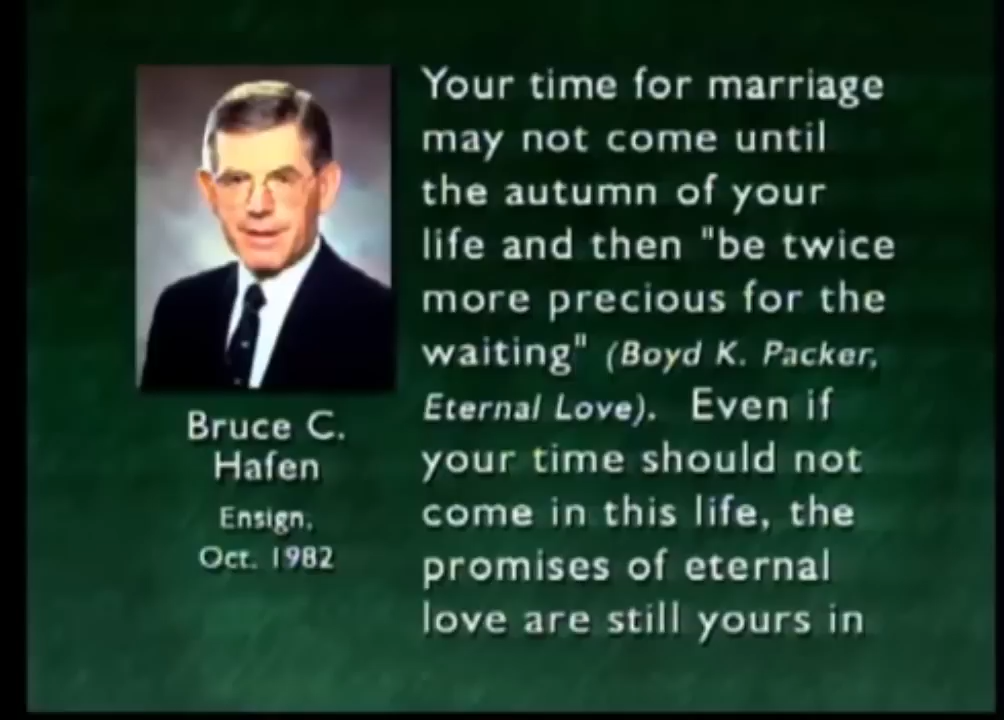 Your time for marriage
may not come until
the autumn of your
life and then "be twice
more precious for the
waiting" (Boyd K. Packer,
Eternal Love). Even if
your time should not
come in this life, the
promises of eternal
love are still yours in
Bruce C.
Hafen
Ensign,
Oct. 1982